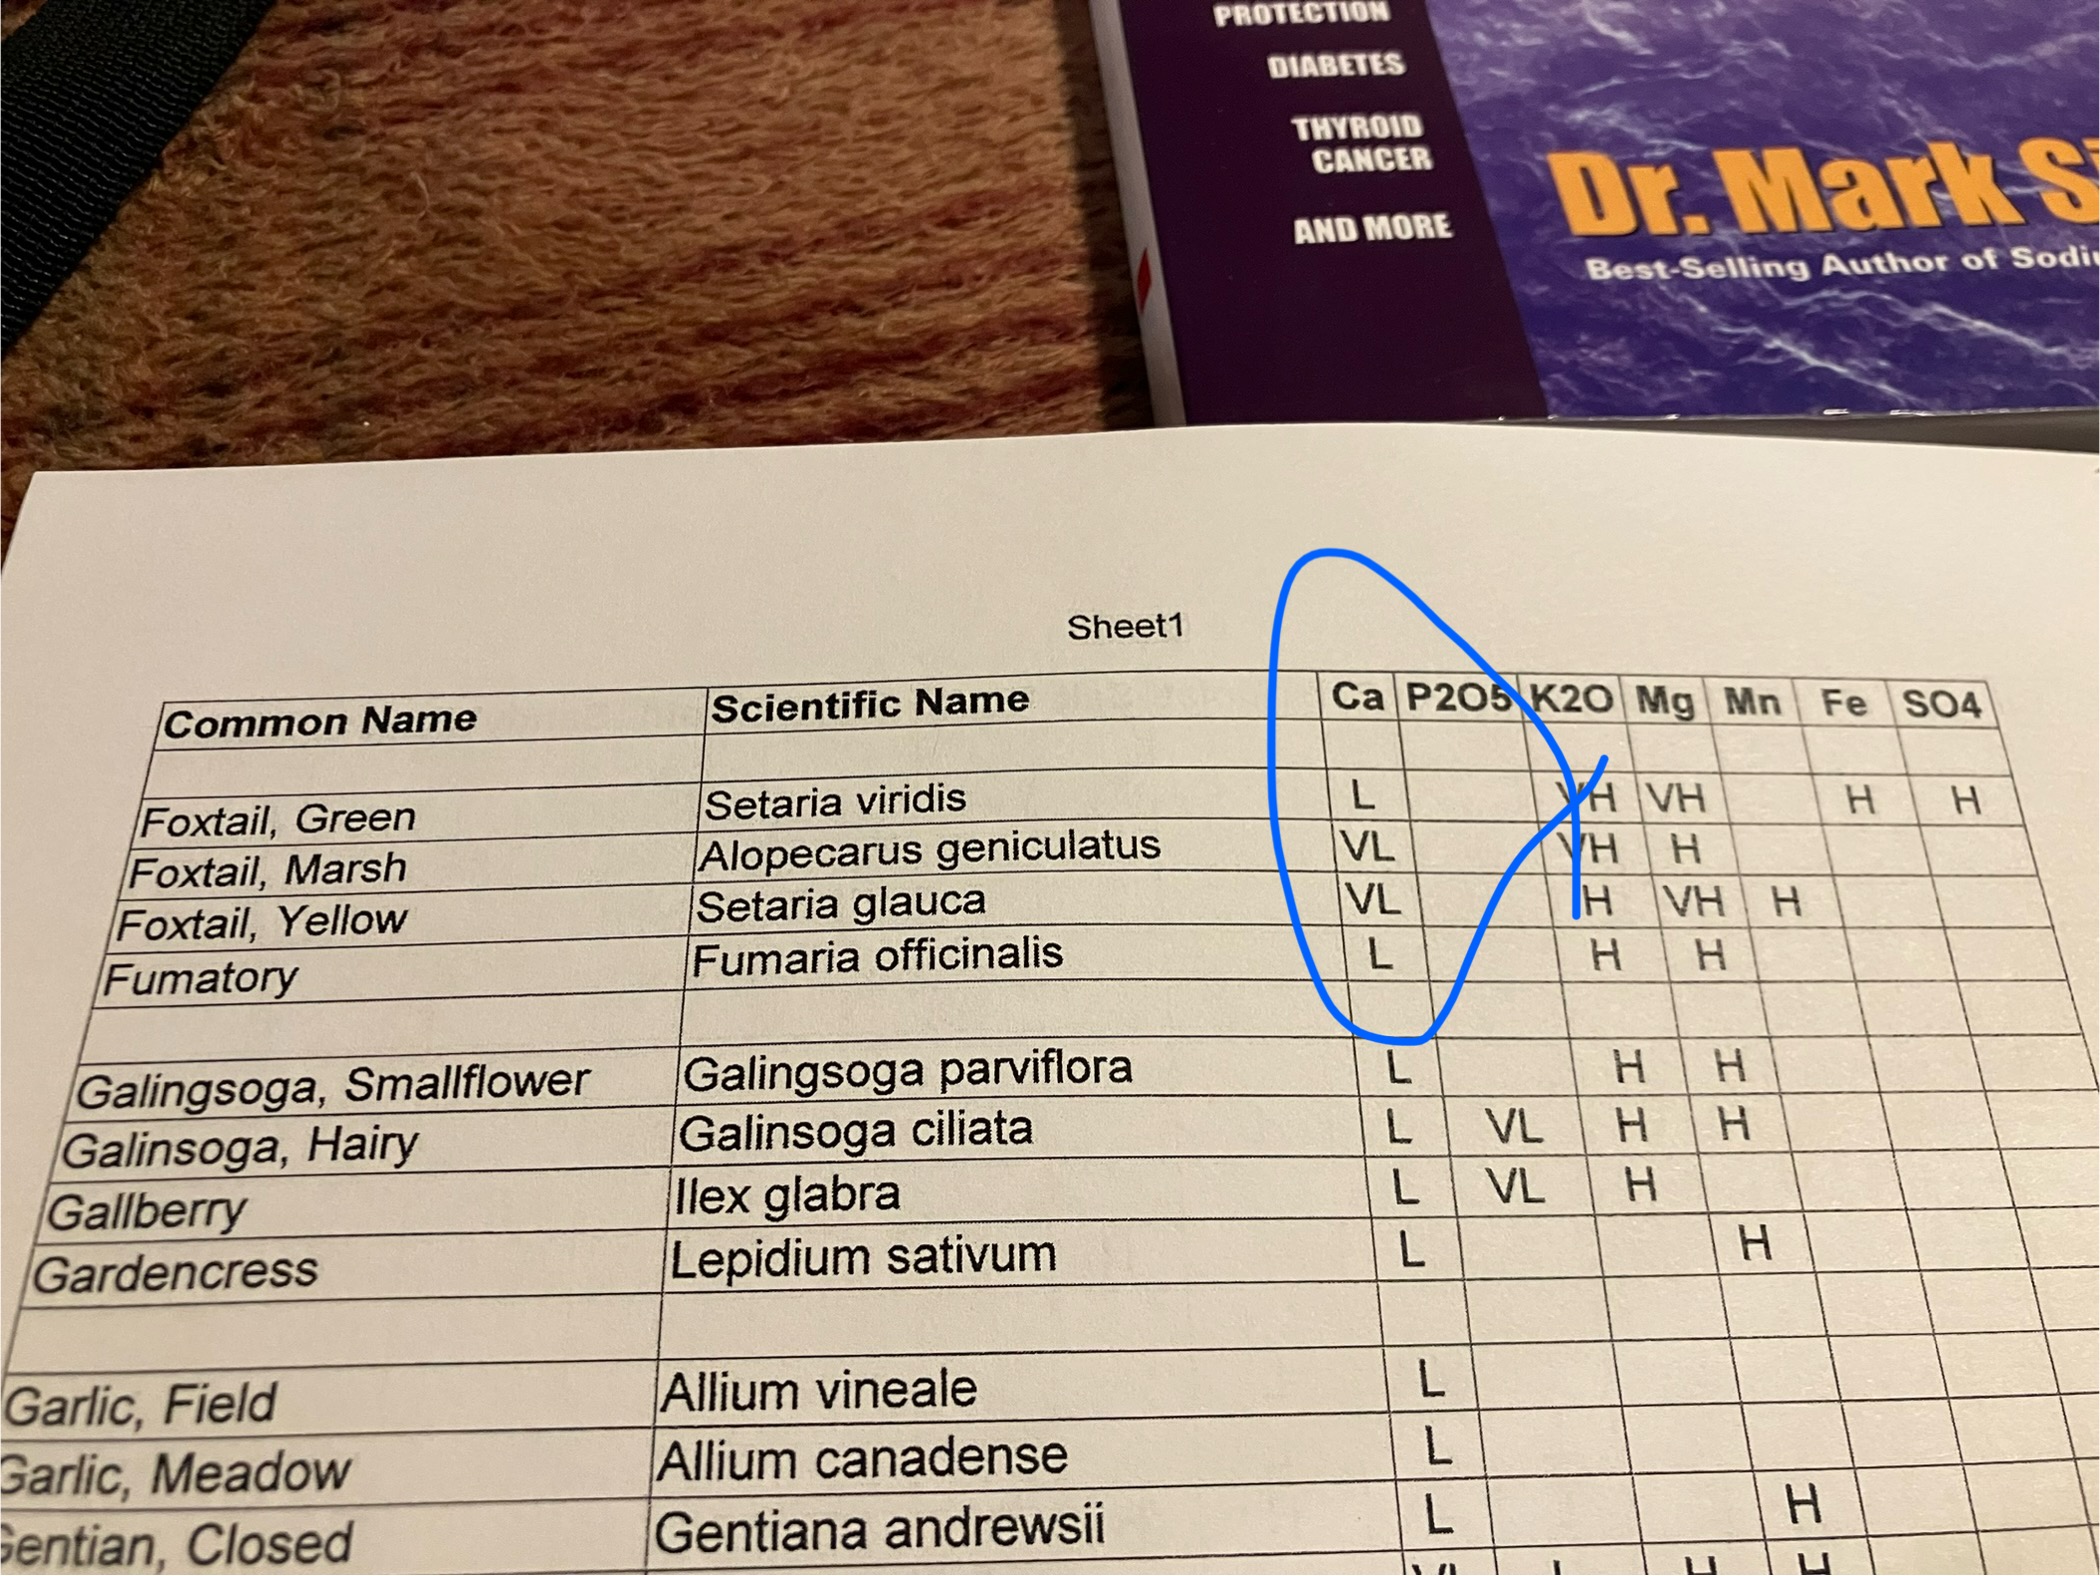 PROTECTION
DIABETES
THYROID
CANCER
AND MORE
Dr. Mark
Best-Selling Author of
Sheet1
Common Name Scientific Name Ca P2O5 K2O Mg Mn Fe SO4
Foxtail, Green Setaria viridis L VH VH H H
Foxtail, Marsh Alopecarus geniculatus VL VH H
Foxtail, Yellow Setaria glauca VL H VH H
Fumatory Fumaria officinalis L H H
Galingsoga, Smallflower Galingsoga parviflora L H H
Galinsoga, Hairy Galinsoga ciliata L VL H H
Gallberry Ilex glabra L VL H
Gardencress Lepidium sativum L H
Garlic, Field Allium vineale L
Garlic, Meadow Allium canadense L
Gentian, Closed Gentiana andrewsii L H